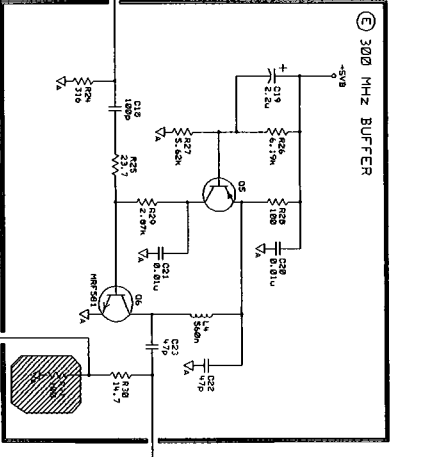 E 300 MHz BUFFER
+5VB
C19
2.2u
R26
6.19K
R27
5.62K
A
Q5
R28
100
C20
0.01u
A
R24
316
A
C18
100p
R25
23.7
R29
2.87K
C21
0.01u
A
Q6
MRF581
A
L4
560n
C23
47p
C22
47p
A
R30
14.7
A